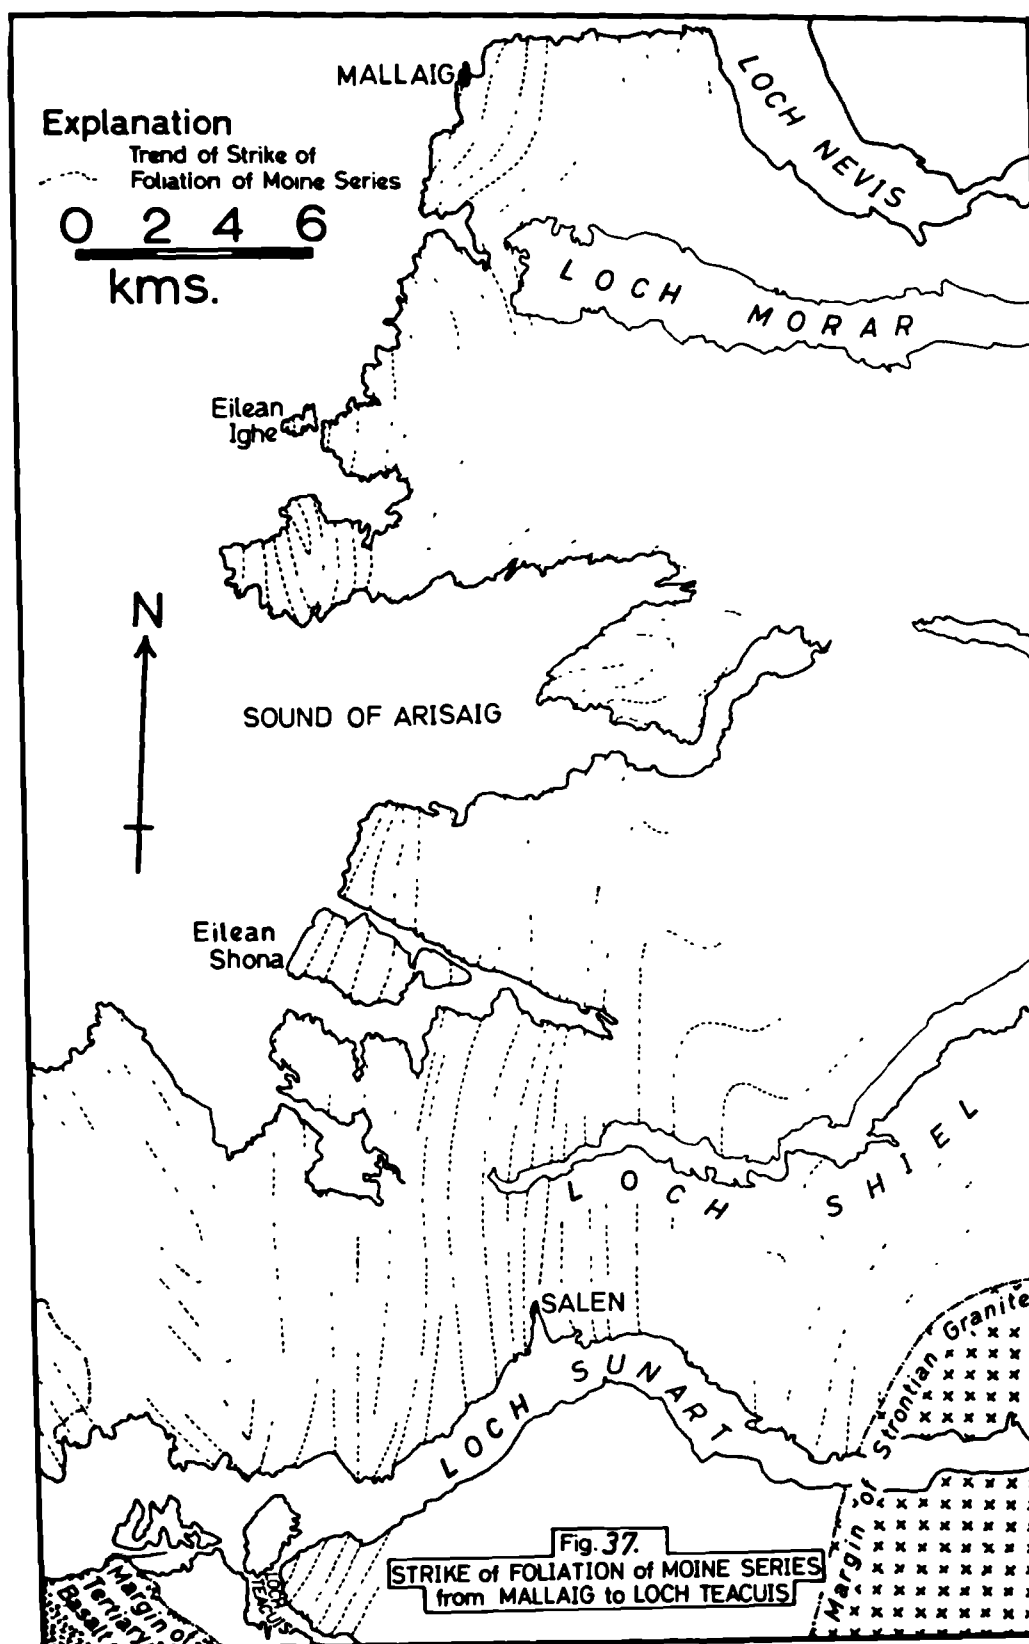 MALLAIG
LOCH NEVIS
Explanation
Trend of Strike of
Foliation of Moine Series
0 2 4 6
kms.
LOCH MORAR
Eilean
Ighe
N
SOUND OF ARISAIG
Eilean
Shona
LOCH SHIEL
SALEN
LOCH SUNART
Margin of Strontian Granite
LOCH
TEACUIS
Margin of
Tertiary
Basalt
Fig. 37.
STRIKE of FOLIATION of MOINE SERIES
from MALLAIG to LOCH TEACUIS